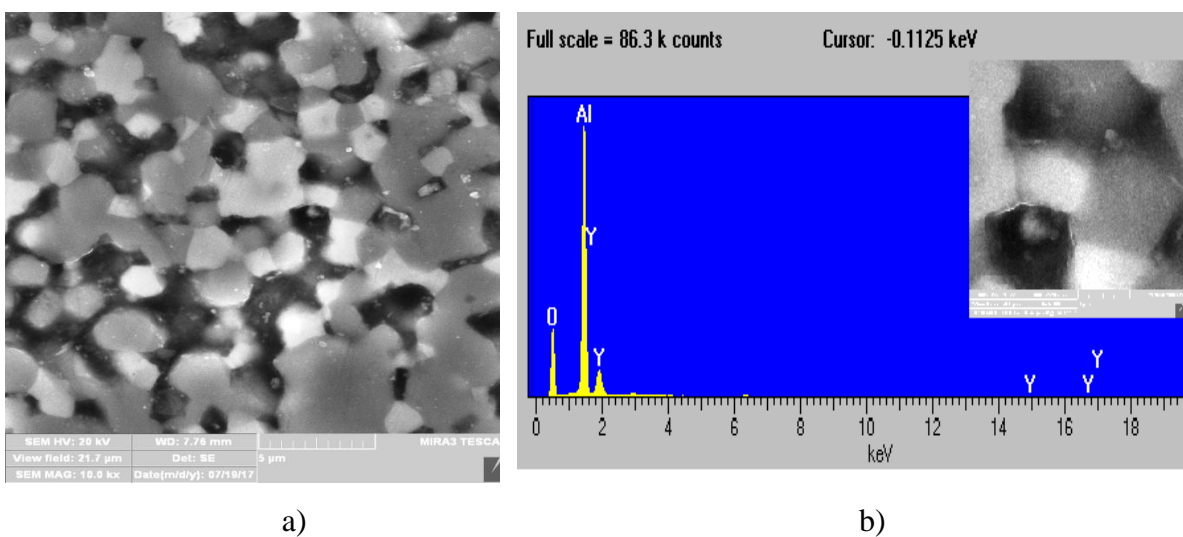 SEM HV: 20 kV WD: 7.76 mm MIRA3 TESCA
View field: 21.7 µm Det: SE 5 µm
SEM MAG: 10.0 kx Date(m/d/y): 07/19/17
a)
Full scale = 86.3 k counts Cursor: -0.1125 keV
Al
Y
O
Y
Y
Y
Y
0 2 4 6 8 10 12 14 16 18
keV
b)